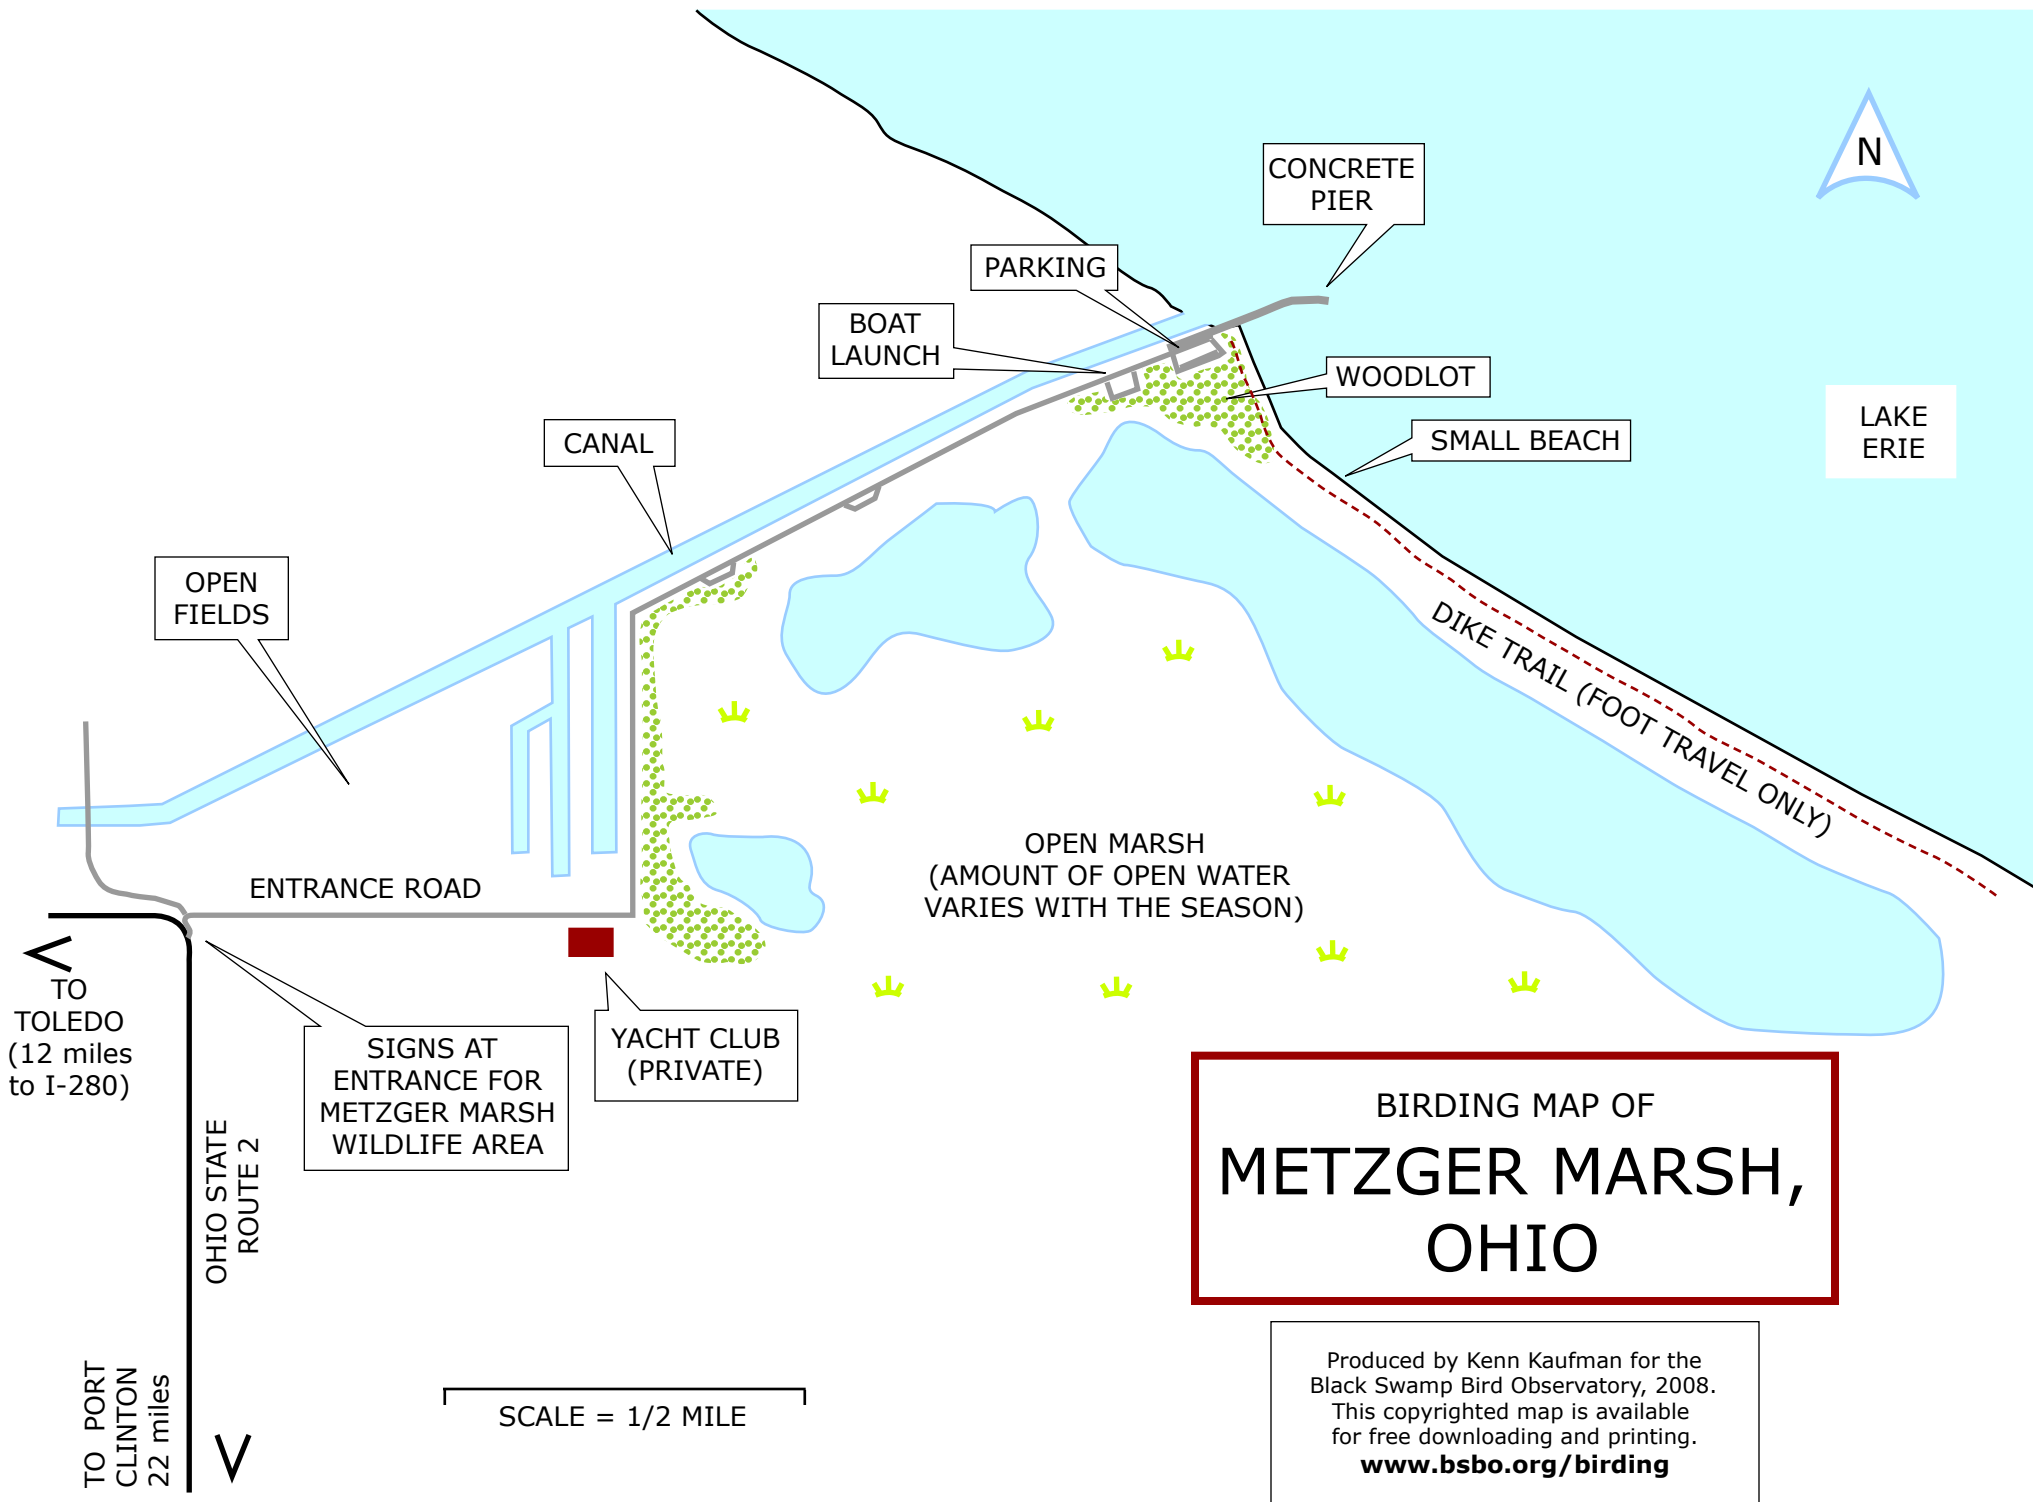 CONCRETE
PIER
N
PARKING
BOAT
LAUNCH
WOODLOT
LAKE
ERIE
SMALL BEACH
CANAL
OPEN
FIELDS
DIKE TRAIL (FOOT TRAVEL ONLY)
OPEN MARSH
(AMOUNT OF OPEN WATER
VARIES WITH THE SEASON)
ENTRANCE ROAD
TO
TOLEDO
(12 miles
to I-280)
SIGNS AT
ENTRANCE FOR
METZGER MARSH
WILDLIFE AREA
YACHT CLUB
(PRIVATE)
OHIO STATE
ROUTE 2
TO PORT
CLINTON
22 miles
SCALE = 1/2 MILE
BIRDING MAP OF
METZGER MARSH,
OHIO
Produced by Kenn Kaufman for the
Black Swamp Bird Observatory, 2008.
This copyrighted map is available
for free downloading and printing.
www.bsbo.org/birding